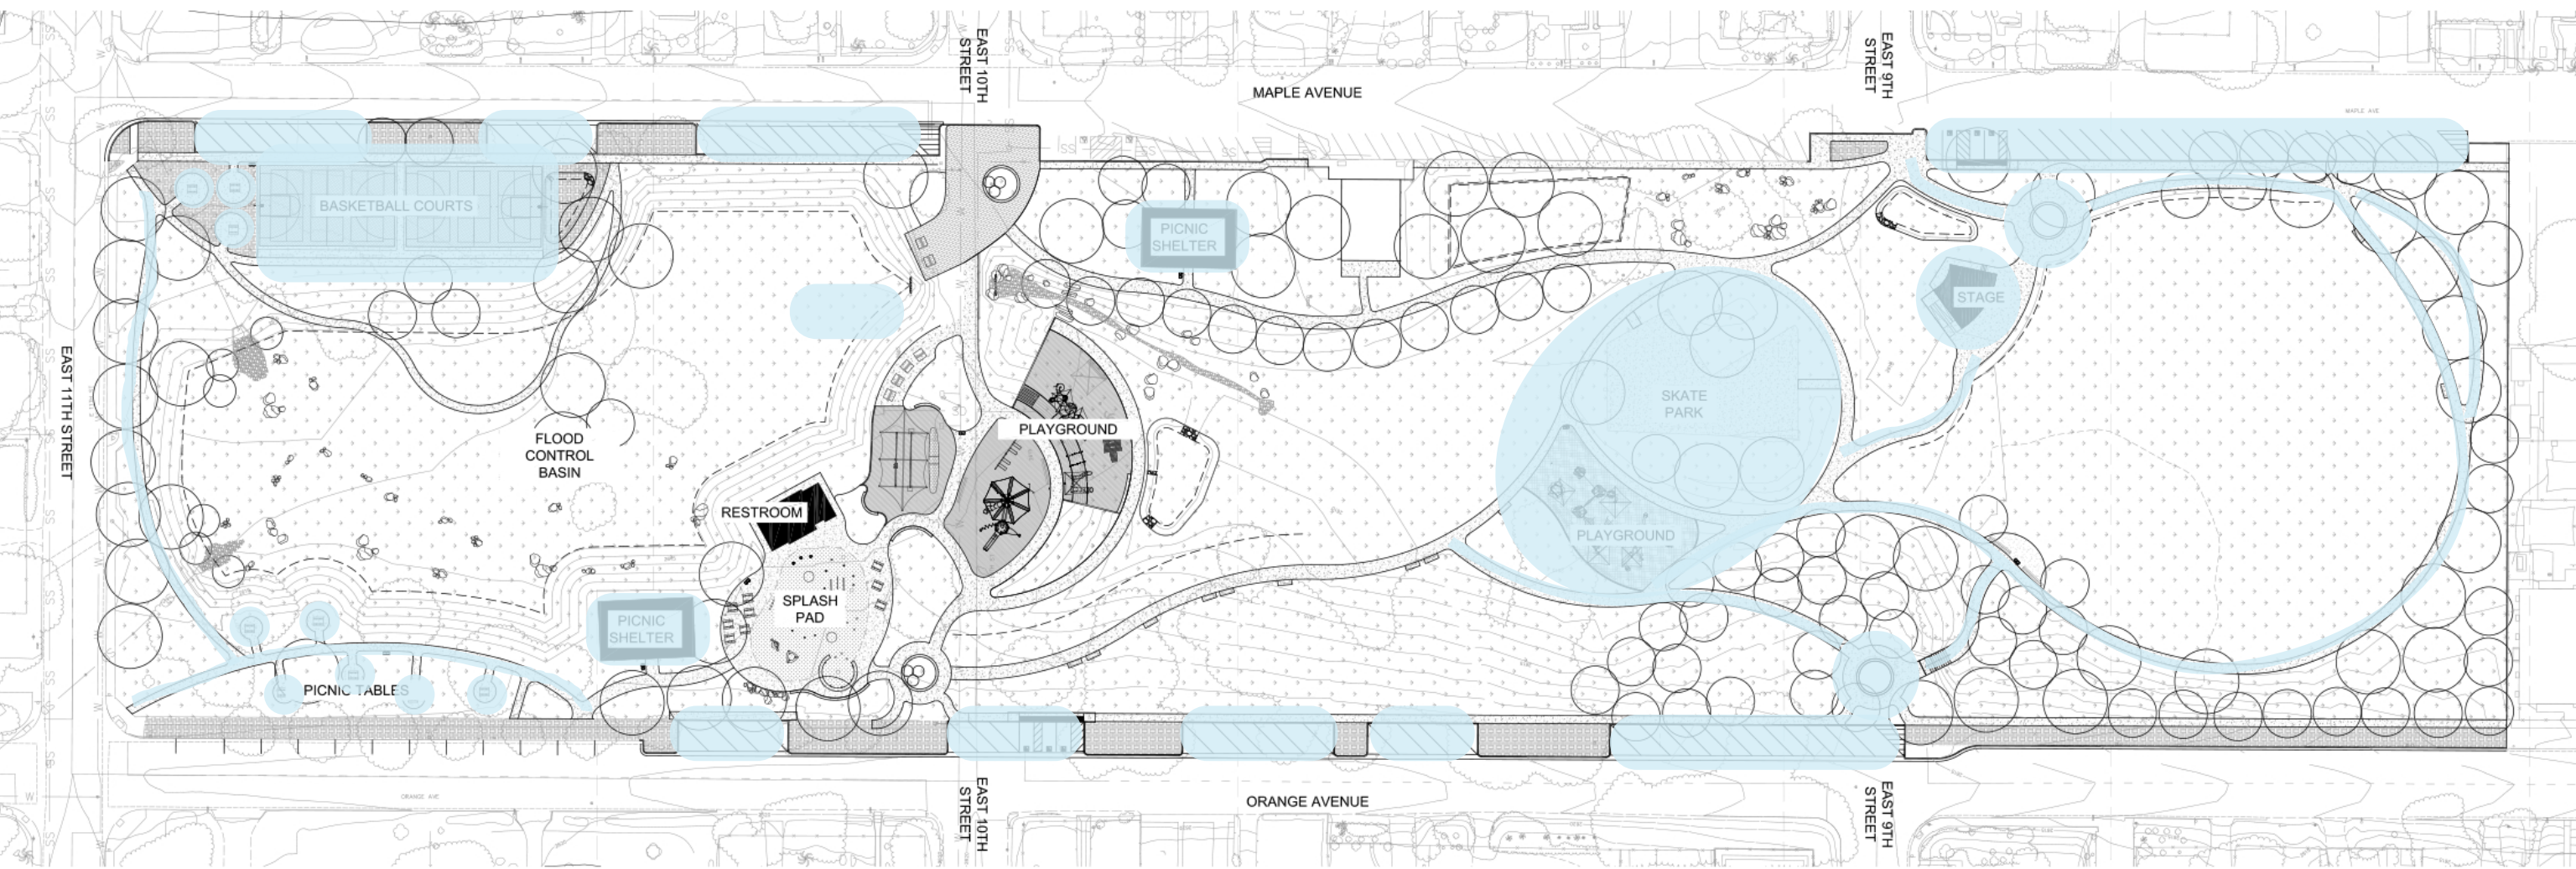 EAST 10TH
STREET
EAST 9TH
STREET
MAPLE AVENUE
MAPLE AVE
BASKETBALL COURTS
PICNIC
SHELTER
STAGE
EAST 11TH STREET
SKATE
PARK
PLAYGROUND
FLOOD
CONTROL
BASIN
RESTROOM
PLAYGROUND
SPLASH
PAD
PICNIC
SHELTER
PICNIC TABLES
ORANGE AVE
EAST 10TH
STREET
ORANGE AVENUE
EAST 9TH
STREET